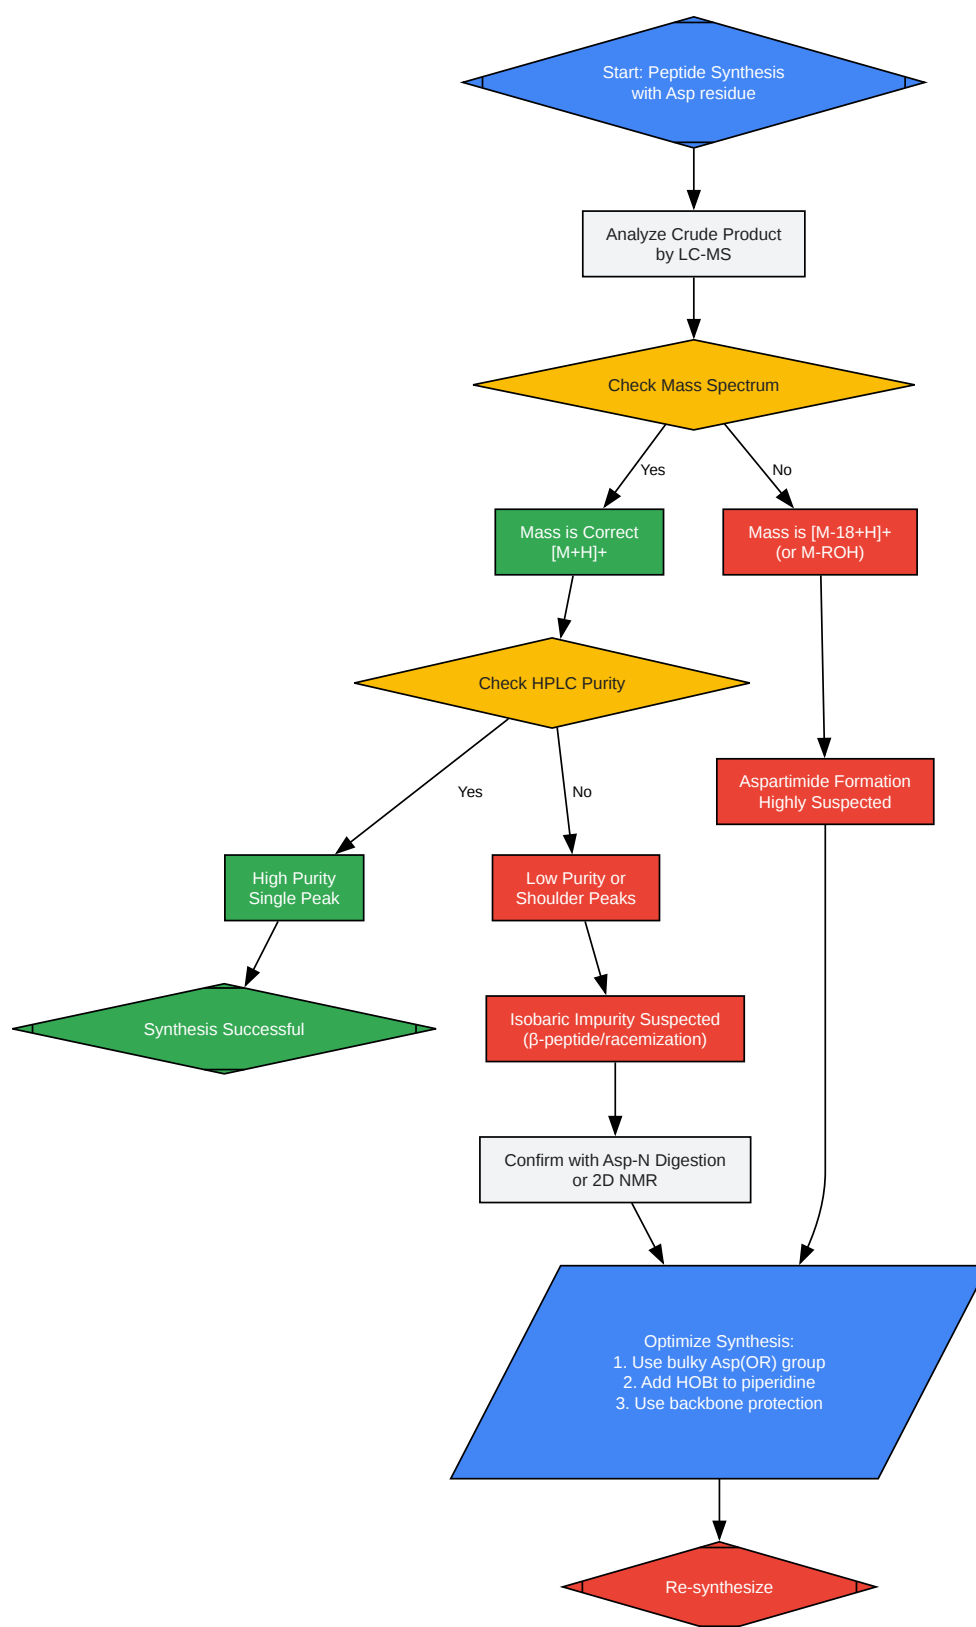 Start: Peptide Synthesis
with Asp residue
Analyze Crude Product
by LC-MS
Check Mass Spectrum
Yes
No
Mass is Correct
[M+H]+
Mass is [M-18+H]+
(or M-ROH)
Check HPLC Purity
Aspartimide Formation
Highly Suspected
Yes
No
High Purity
Single Peak
Low Purity or
Shoulder Peaks
Synthesis Successful
Isobaric Impurity Suspected
(β-peptide/racemization)
Confirm with Asp-N Digestion
or 2D NMR
Optimize Synthesis:
1. Use bulky Asp(OR) group
2. Add HOBt to piperidine
3. Use backbone protection
Re-synthesize